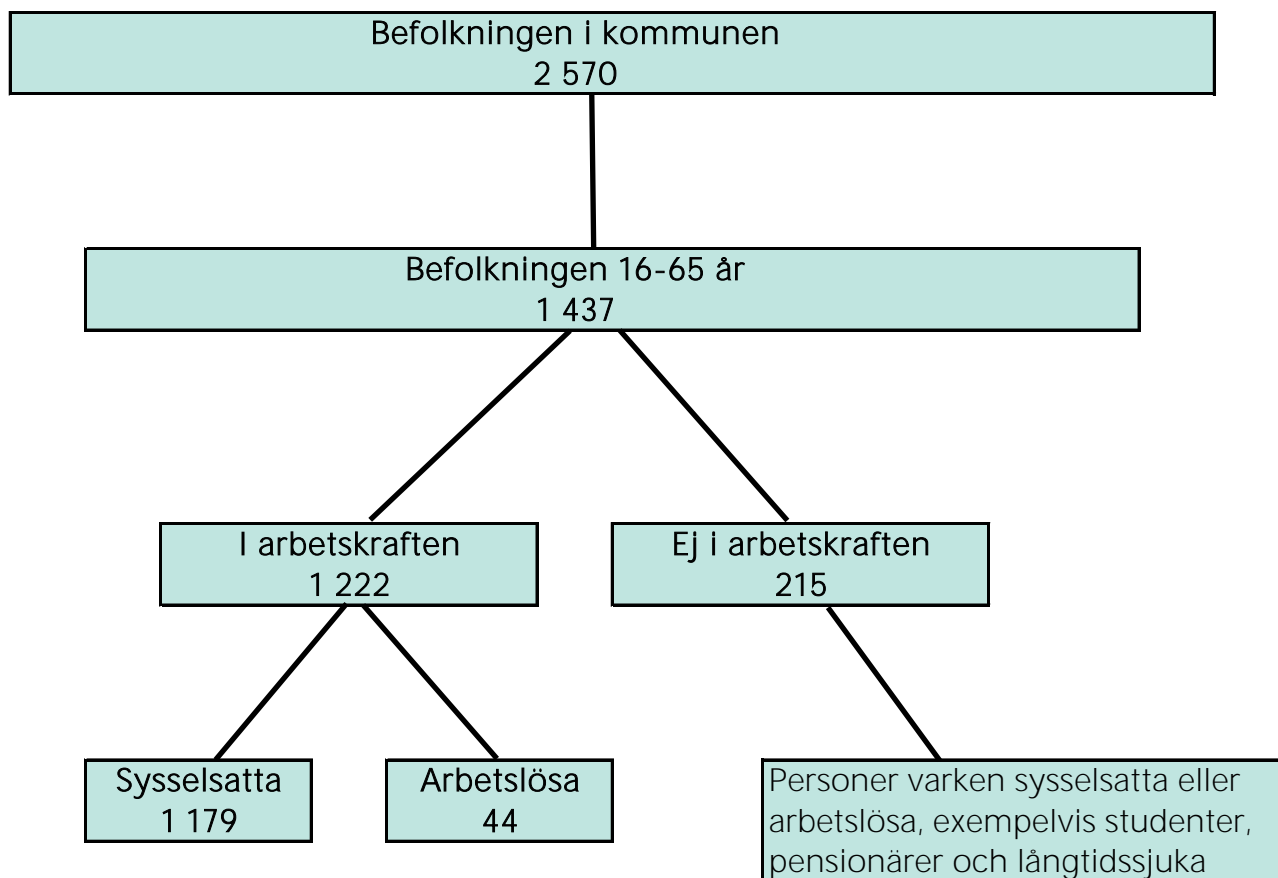 Befolkningen i kommunen
2 570
Befolkningen 16-65 år
1 437
I arbetskraften
1 222
Ej i arbetskraften
215
Sysselsatta
1 179
Arbetslösa
44
Personer varken sysselsatta eller
arbetslösa, exempelvis studenter,
pensionärer och långtidssjuka